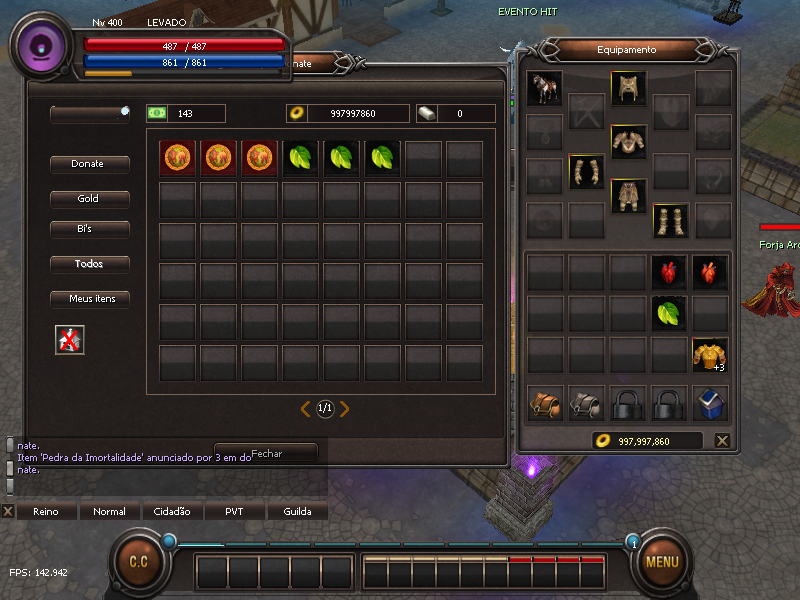 EVENTO HIT
Nv 400 LEVADO
487 / 487
861 / 861
nate
Equipamento
143
997997860
0
Donate
Gold
Bi's
Todos
Meus itens
Forja Arc
+3
1/1
997,997,860
Fechar
nate.
Item 'Pedra da Imortalidade' anunciado por 3 em do
nate.
Reino
Normal
Cidadão
PVT
Guilda
C.C
1
MENU
FPS: 142.942